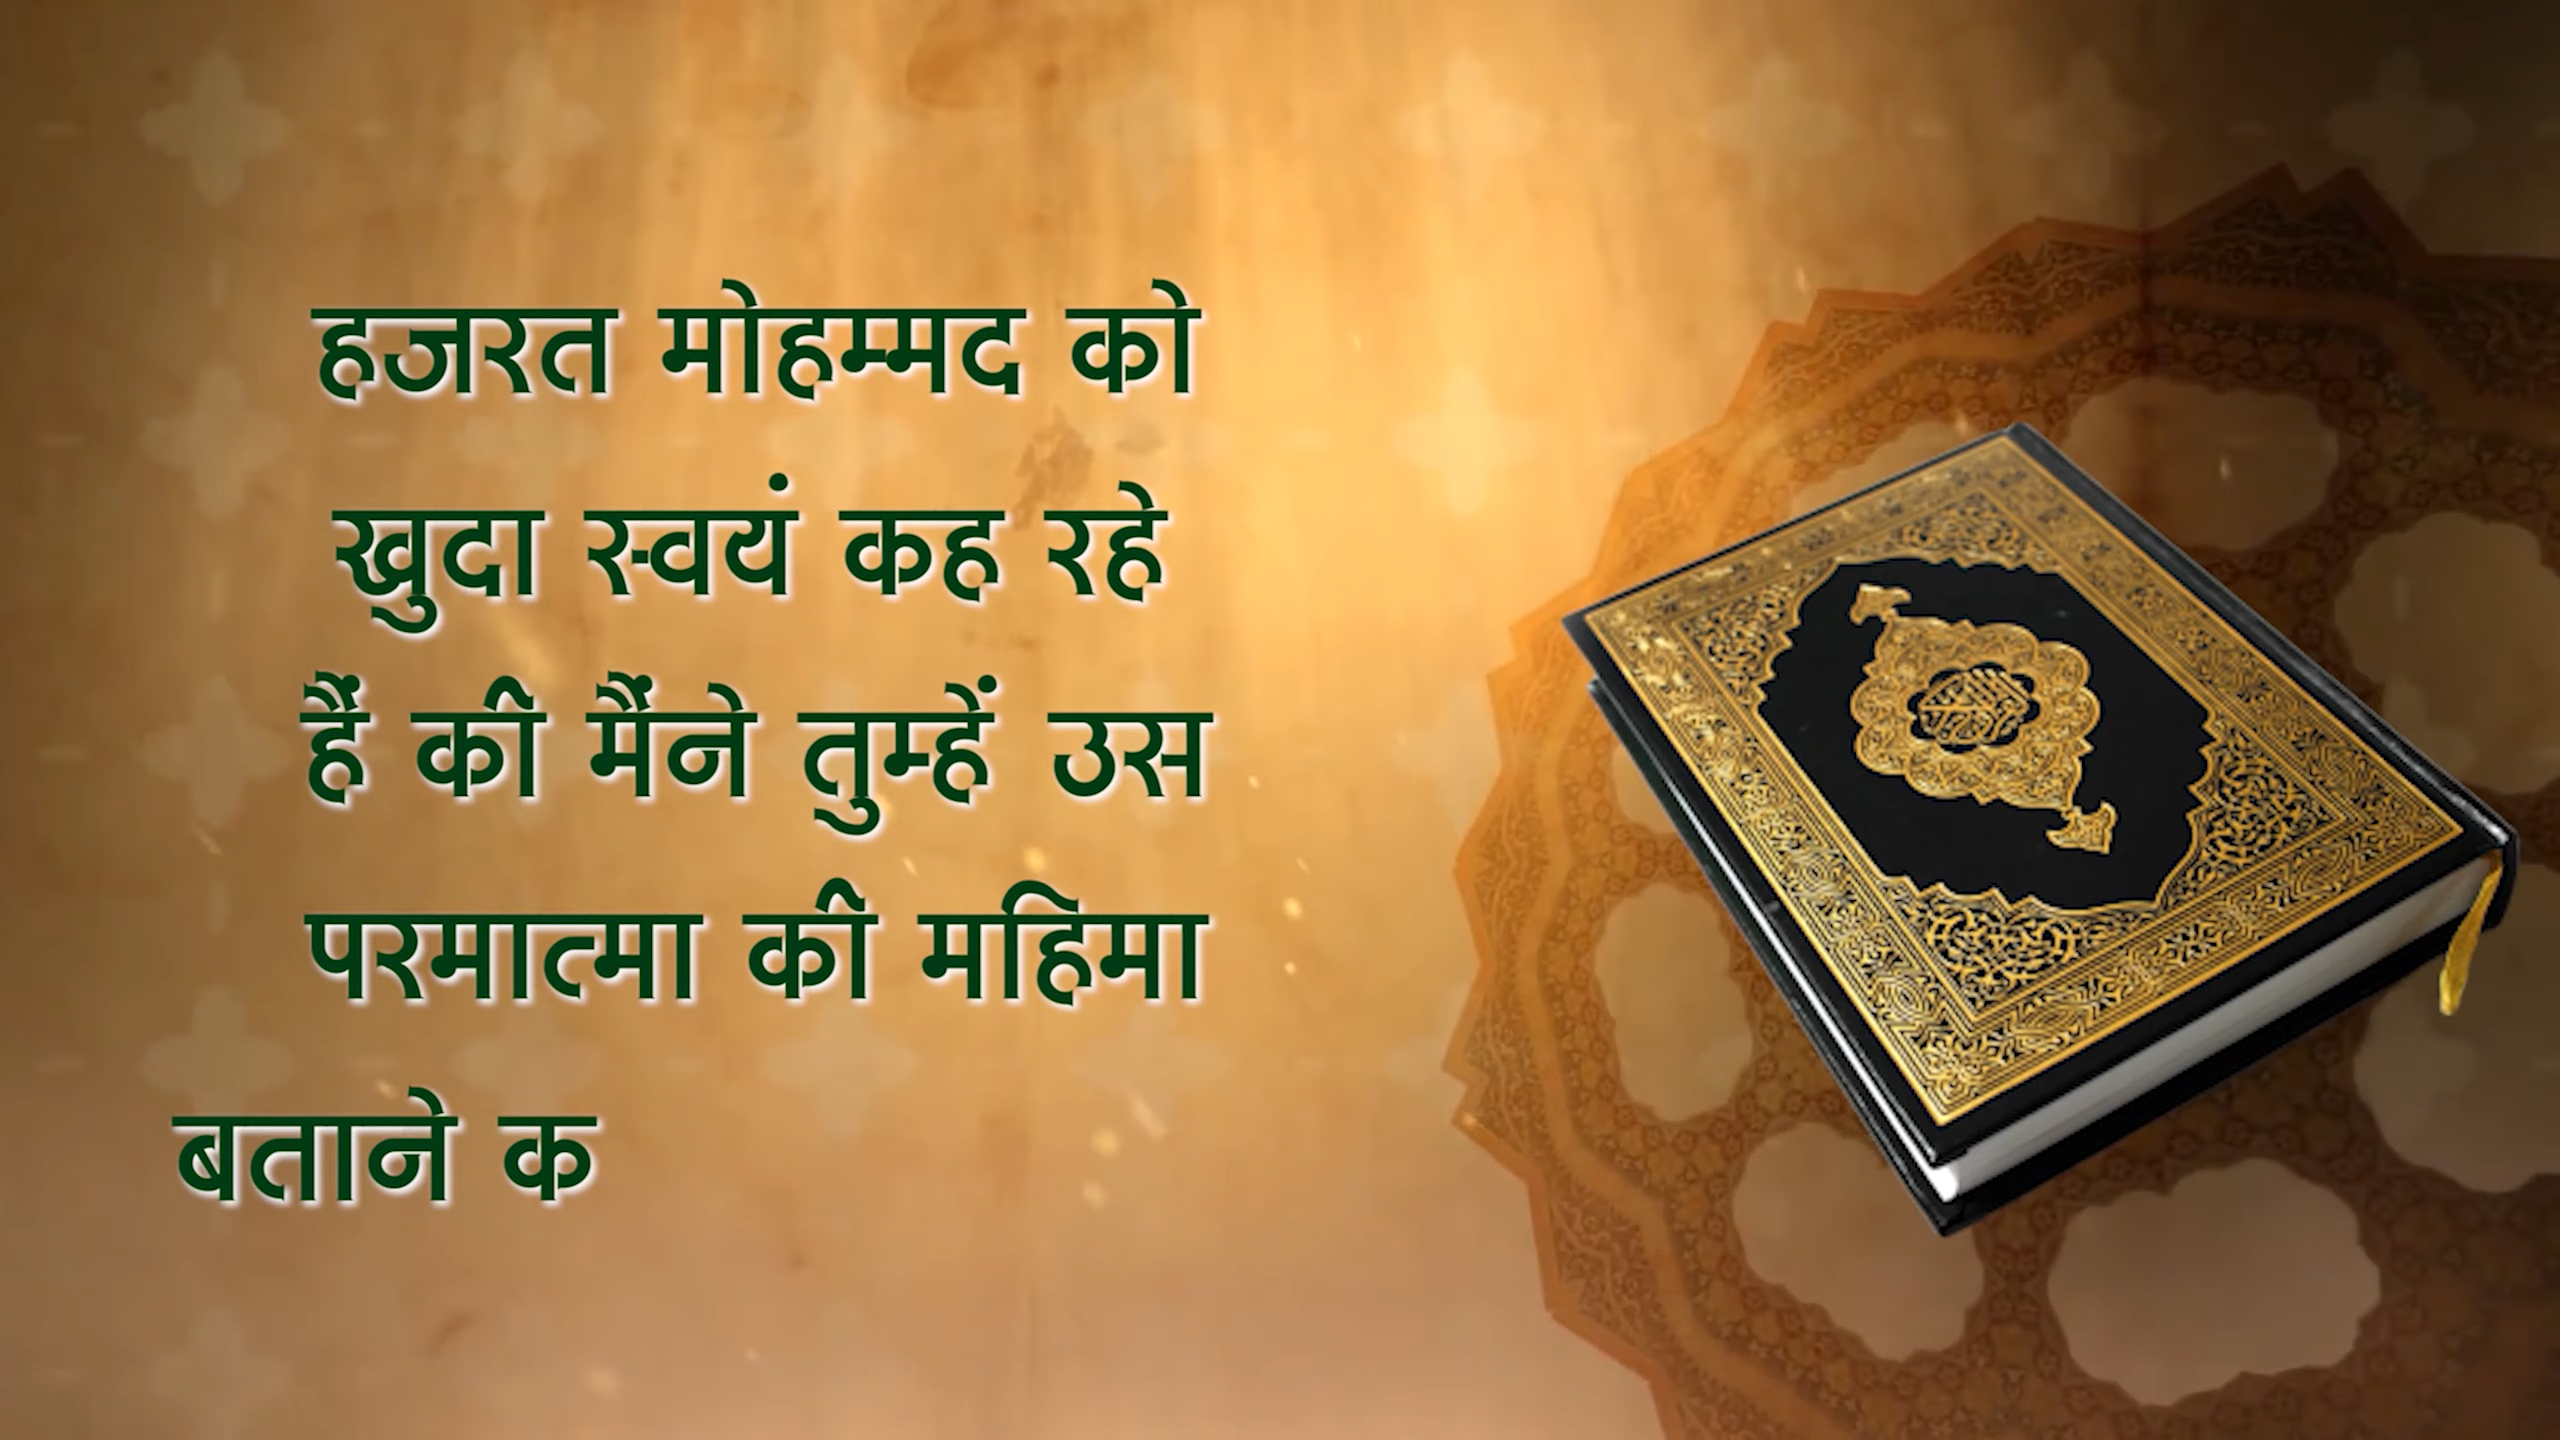 हजरत मोहम्मद को
खुदा स्वयं कह रहे
हैं की मैंने तुम्हें उस
परमात्मा की महिमा
बताने क